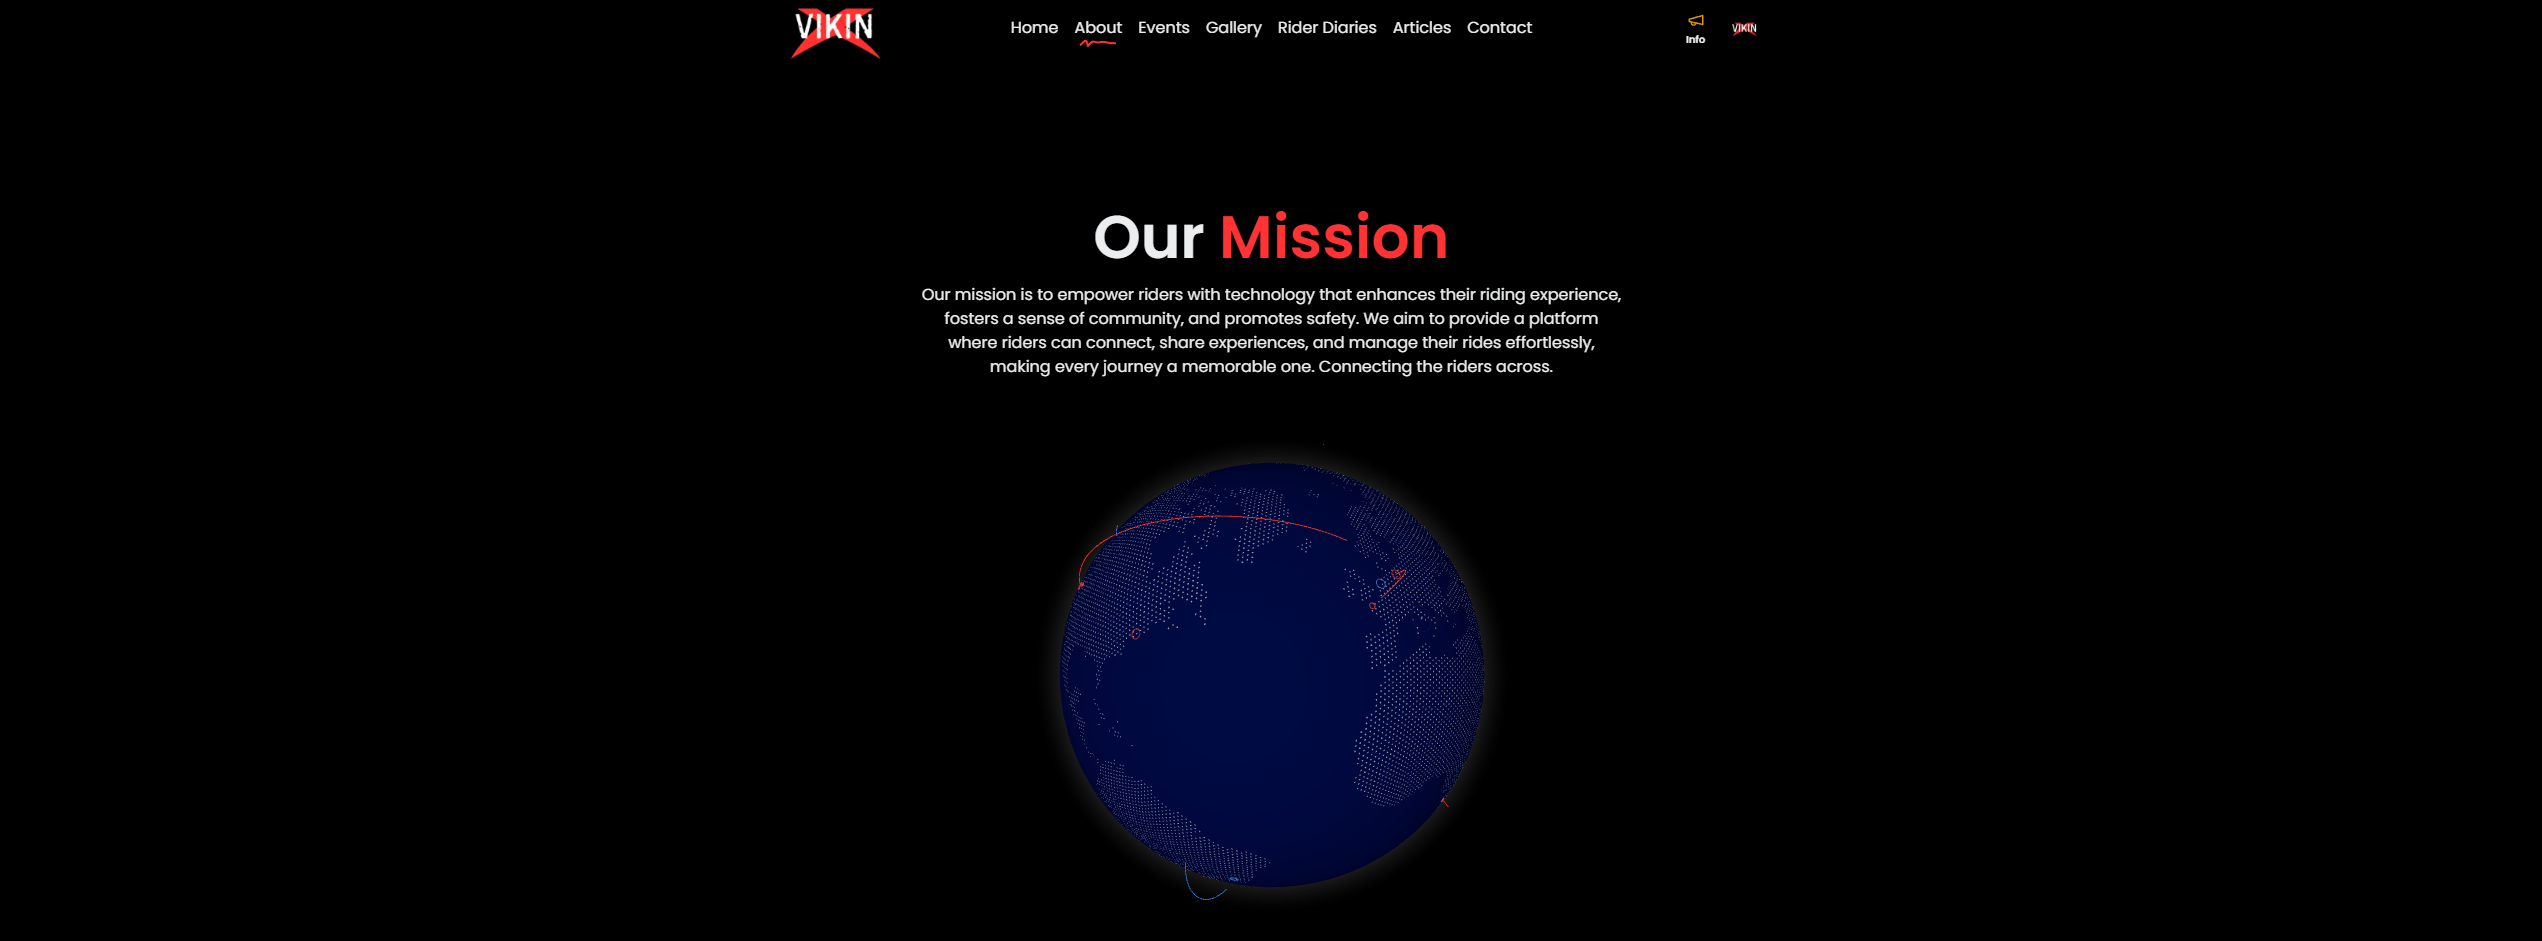 VIKIN
Home About Events Gallery Rider Diaries Articles Contact
Info
VIKIN
Our Mission
Our mission is to empower riders with technology that enhances their riding experience,
fosters a sense of community, and promotes safety. We aim to provide a platform
where riders can connect, share experiences, and manage their rides effortlessly,
making every journey a memorable one. Connecting the riders across.